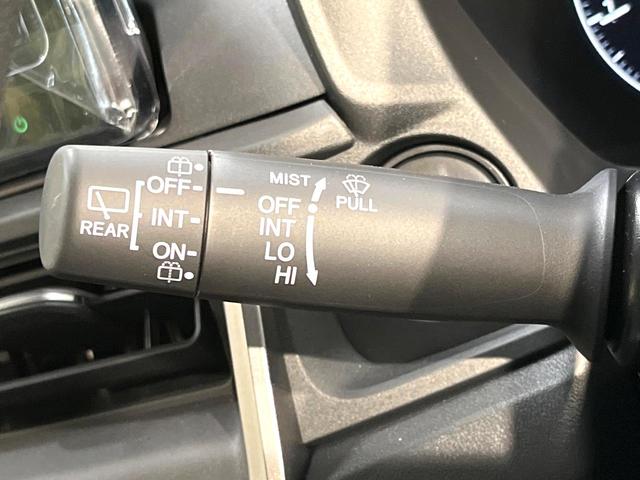 OFF
INT
ON
REAR
MIST
OFF
INT
LO
HI
PULL